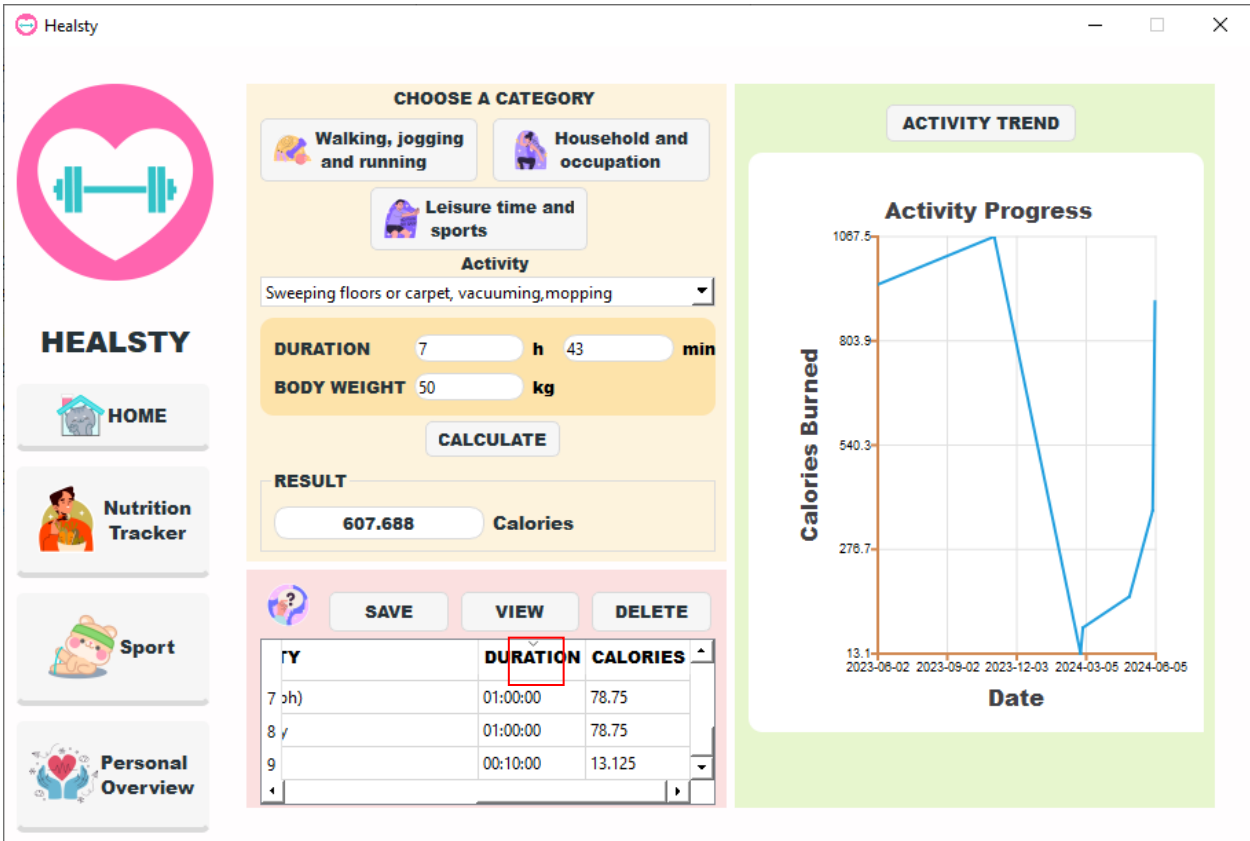 Healsty
HEALSTY
HOME
Nutrition
Tracker
Sport
Personal
Overview
CHOOSE A CATEGORY
Walking, jogging
and running
Household and
occupation
Leisure time and
sports
Activity
Sweeping floors or carpet, vacuuming,mopping
DURATION 7 h 43 min
BODY WEIGHT 50 kg
CALCULATE
RESULT
607.688 Calories
? SAVE VIEW DELETE
TY DURATION CALORIES
7 ph) 01:00:00 78.75
8 y 01:00:00 78.75
9 00:10:00 13.125
ACTIVITY TREND
Activity Progress
Calories Burned
1067.5
803.9
540.3
276.7
13.1
2023-06-02 2023-09-02 2023-12-03 2024-03-05 2024-06-05
Date